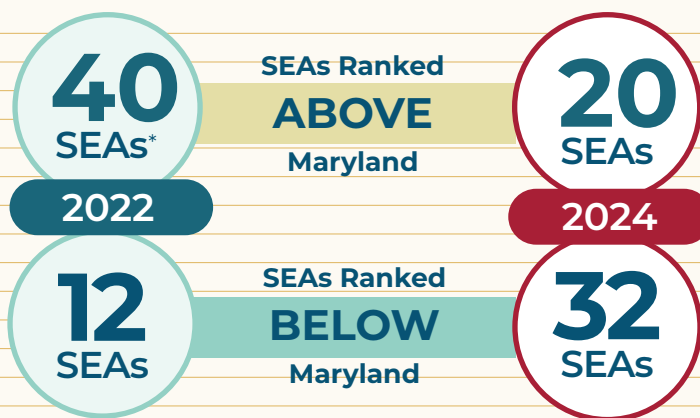 40
SEAs*
SEAs Ranked
ABOVE
Maryland
20
SEAs
2022
2024
12
SEAs
SEAs Ranked
BELOW
Maryland
32
SEAs